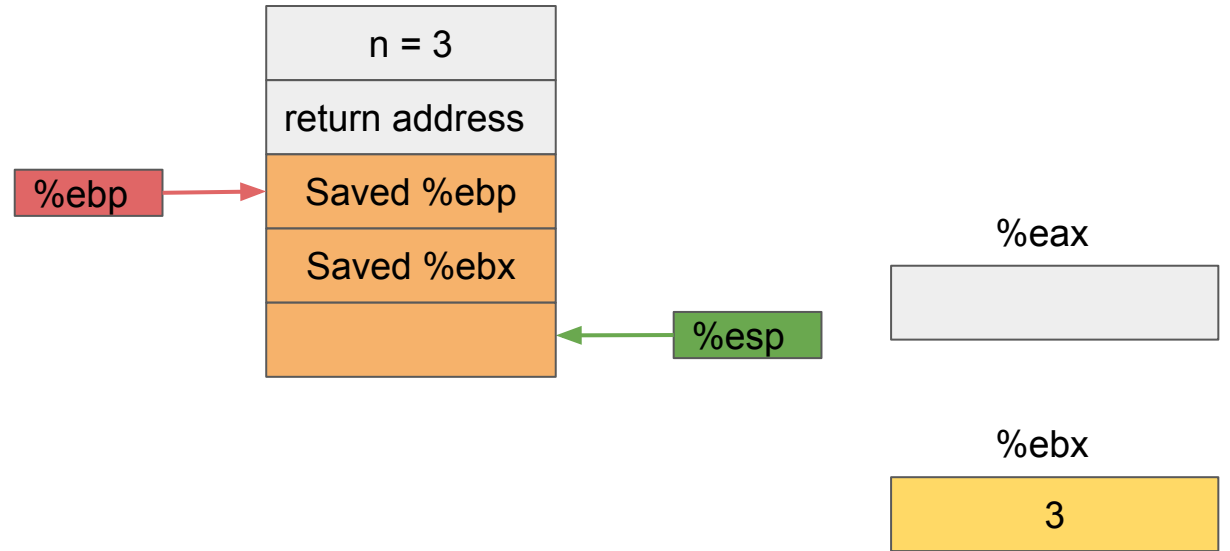 n = 3
return address
%ebp
Saved %ebp
Saved %ebx
%eax
%esp
%ebx
3